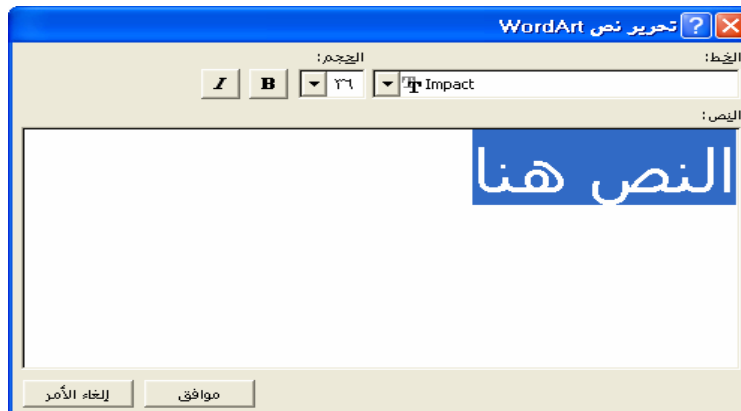 تحرير نص WordArt
الخط: الحجم:
Impact ٣٦ B I
النص:
النص هنا
موافق إلغاء الأمر